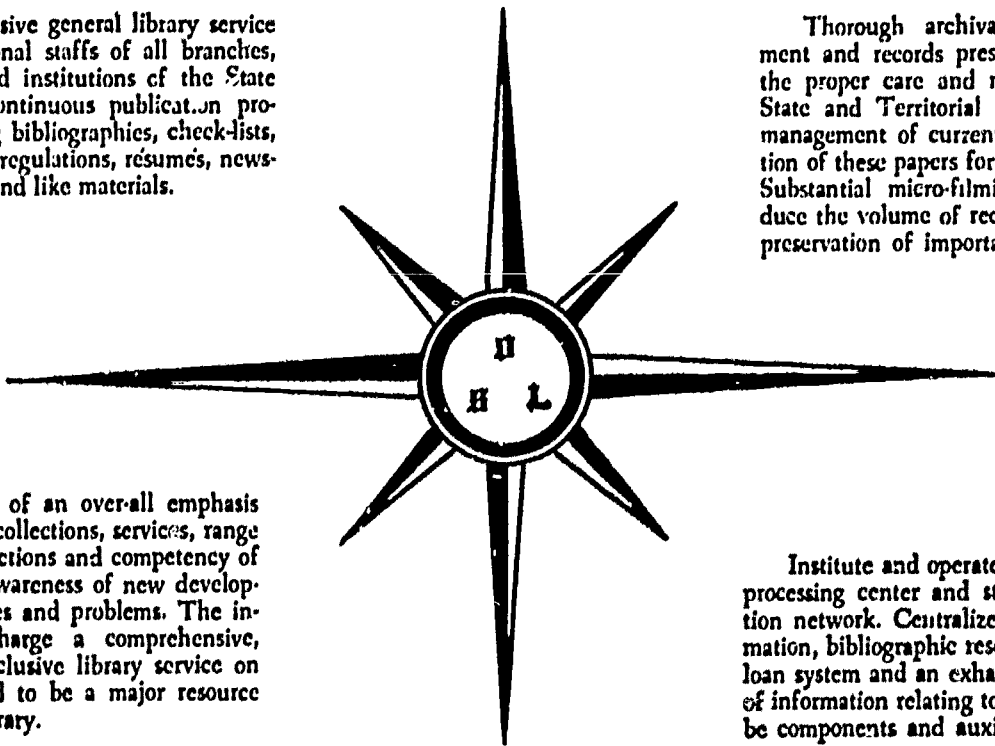 sive general library service
nal staffs of all branches,
d institutions of the State
ontinuous publication pro-
bibliographies, check-lists,
regulations, résumés, news-
nd like materials.
Thorough archiva
ment and records pres
the proper care and
State and Territorial
management of curren
tion of these papers for
Substantial micro-filmi
duce the volume of rec
preservation of importa
O
S L
of an over-all emphasis
collections, services, range
ctions and competency of
wareness of new develop-
es and problems. The in-
harge a comprehensive,
clusive library service on
d to be a major resource
rary.
Institute and operate
processing center and st
tion network. Centralize
mation, bibliographic res
loan system and an exha
of information relating to
be components and auxi